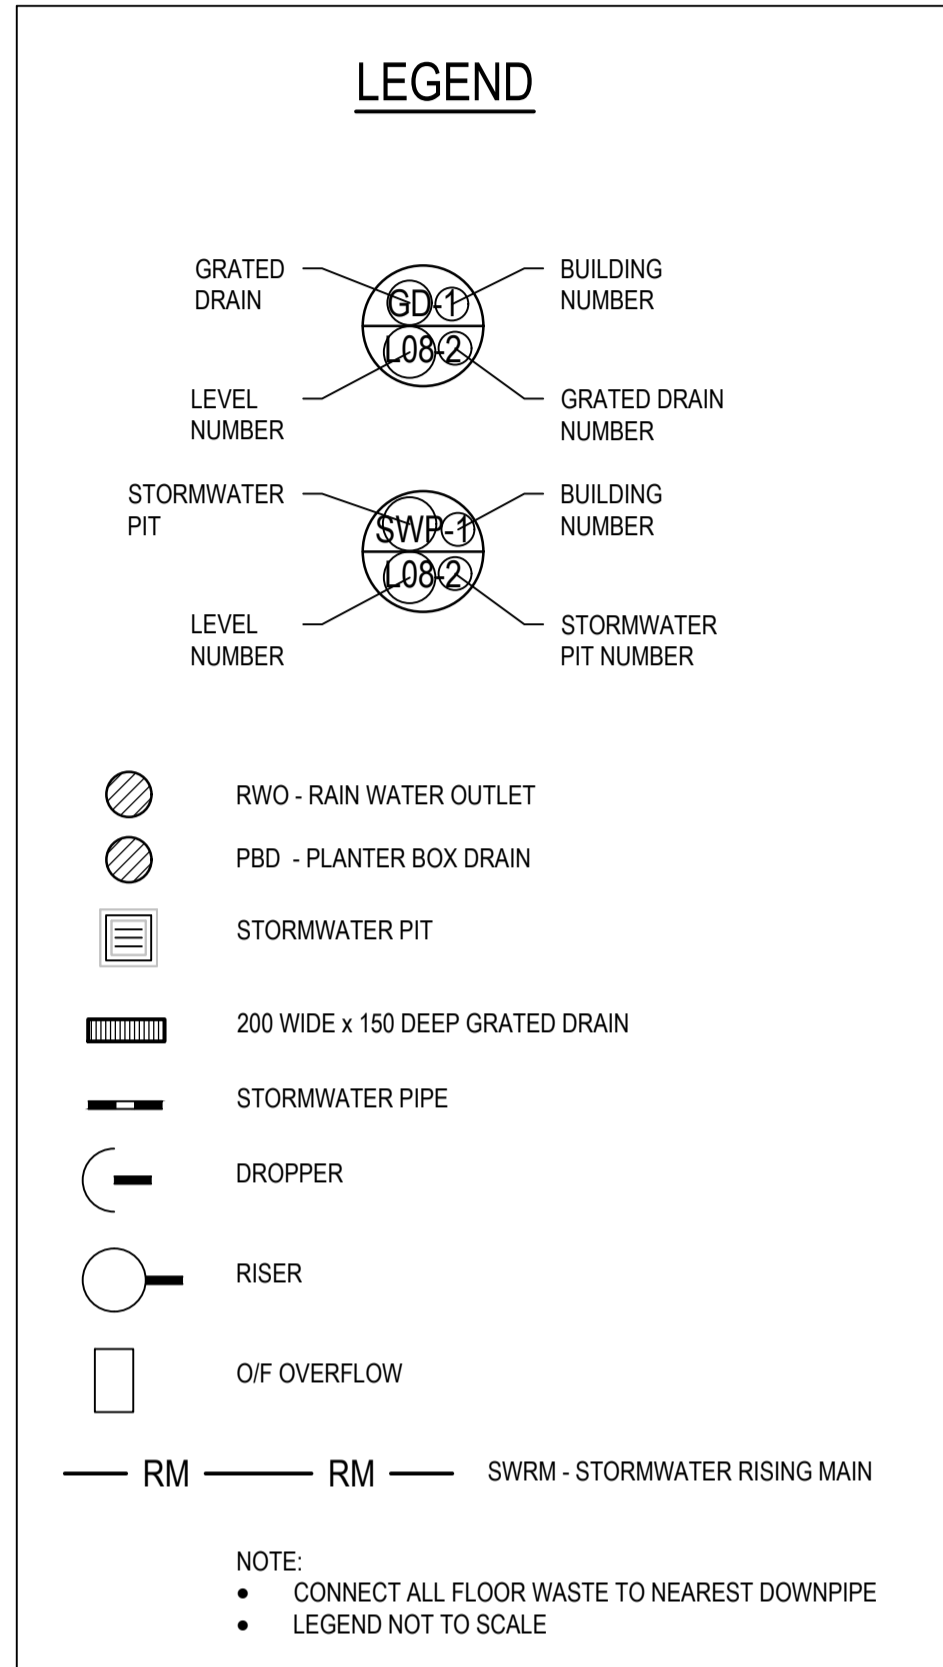 LEGEND
GRATED
DRAIN
GD-1
BUILDING
NUMBER
LEVEL
NUMBER
L08-2
GRATED DRAIN
NUMBER
STORMWATER
PIT
SWP-1
BUILDING
NUMBER
LEVEL
NUMBER
L08-2
STORMWATER
PIT NUMBER
RWO - RAIN WATER OUTLET
PBD - PLANTER BOX DRAIN
STORMWATER PIT
200 WIDE x 150 DEEP GRATED DRAIN
STORMWATER PIPE
DROPPER
RISER
O/F OVERFLOW
RM RM SWRM - STORMWATER RISING MAIN
NOTE:
• CONNECT ALL FLOOR WASTE TO NEAREST DOWNPIPE
• LEGEND NOT TO SCALE